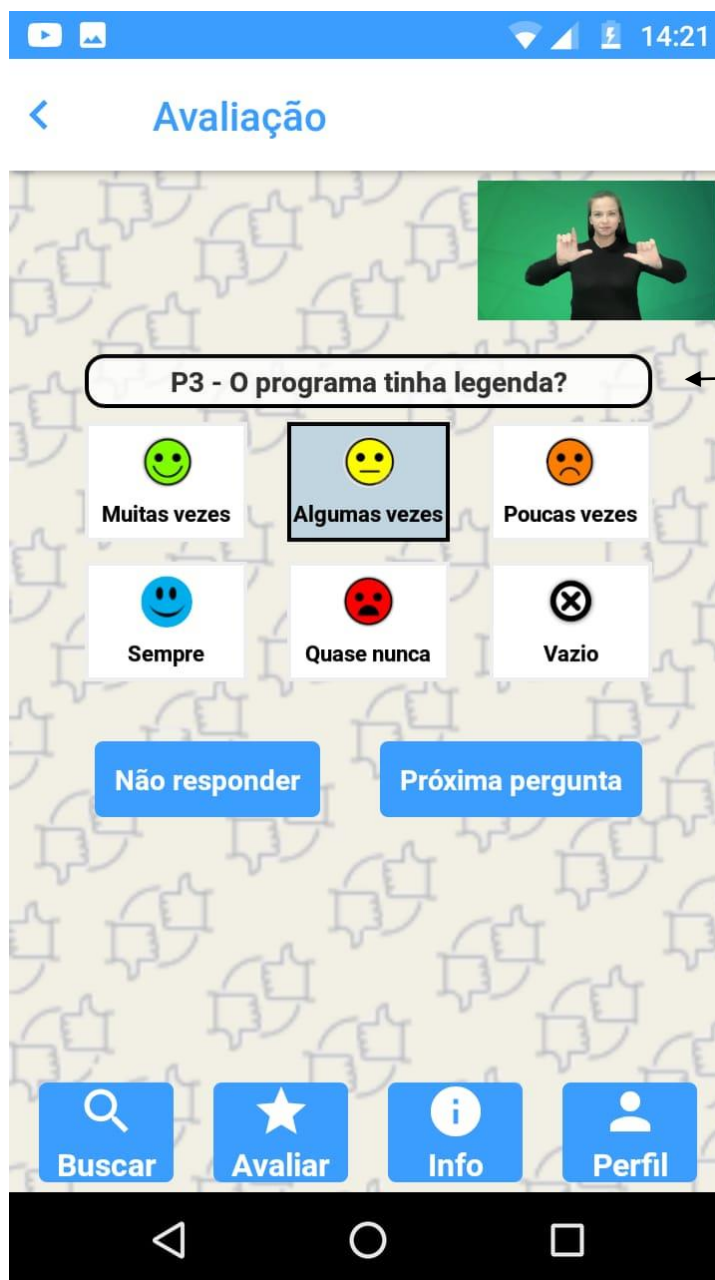 14:21
Avaliação
P3 - O programa tinha legenda?
Muitas vezes
Algumas vezes
Poucas vezes
Sempre
Quase nunca
Vazio
Não responder
Próxima pergunta
Buscar
Avaliar
Info
Perfil